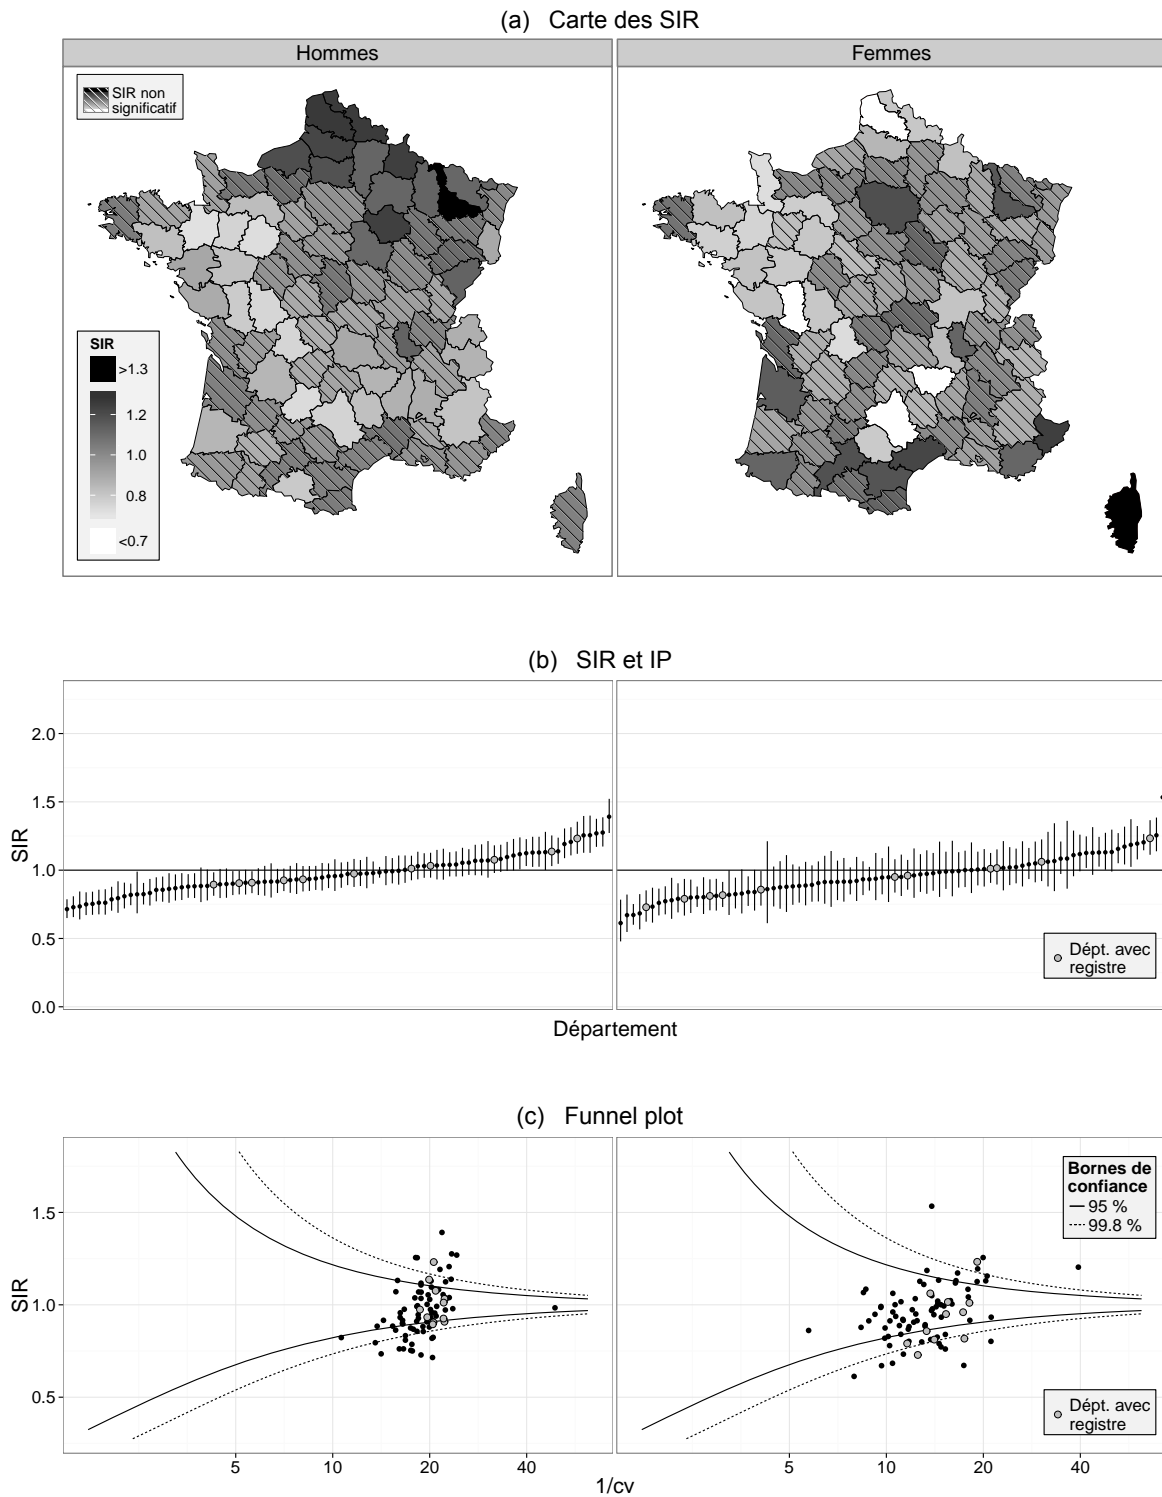 (a) Carte des SIR
Hommes
Femmes
SIR non
significatif
SIR
>1.3
1.2
1.0
0.8
<0.7
(b) SIR et IP
SIR
2.0
1.5
1.0
0.5
0.0
Dépt. avec
registre
Département
(c) Funnel plot
SIR
1.5
1.0
0.5
Bornes de
confiance
95 %
99.8 %
Dépt. avec
registre
5 10 20 40 5 10 20 40
1/cv